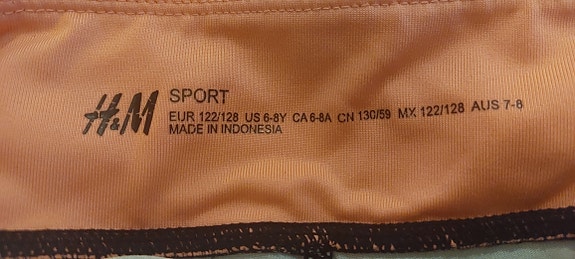 H&M SPORT
EUR 122/128 US 6-8Y CA 6-8A CN 130/59 MX 122/128 AUS 7-8
MADE IN INDONESIA